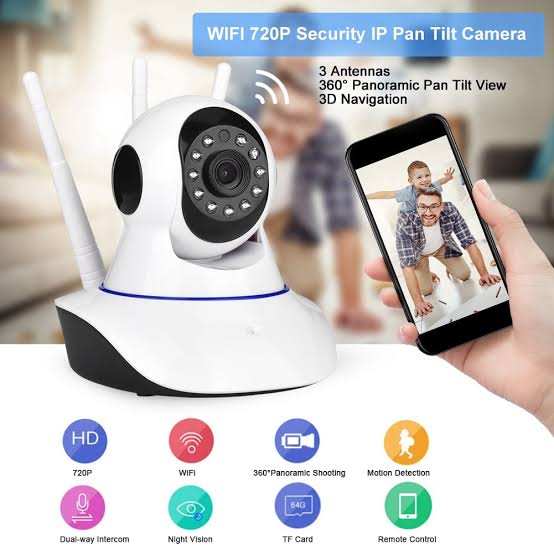 WIFI 720P Security IP Pan Tilt Camera
3 Antennas
360° Panoramic Pan Tilt View
3D Navigation
HD
720P
WiFi
360°Panoramic Shooting
Motion Detection
64G
Dual-way Intercom
Night Vision
TF Card
Remote Control